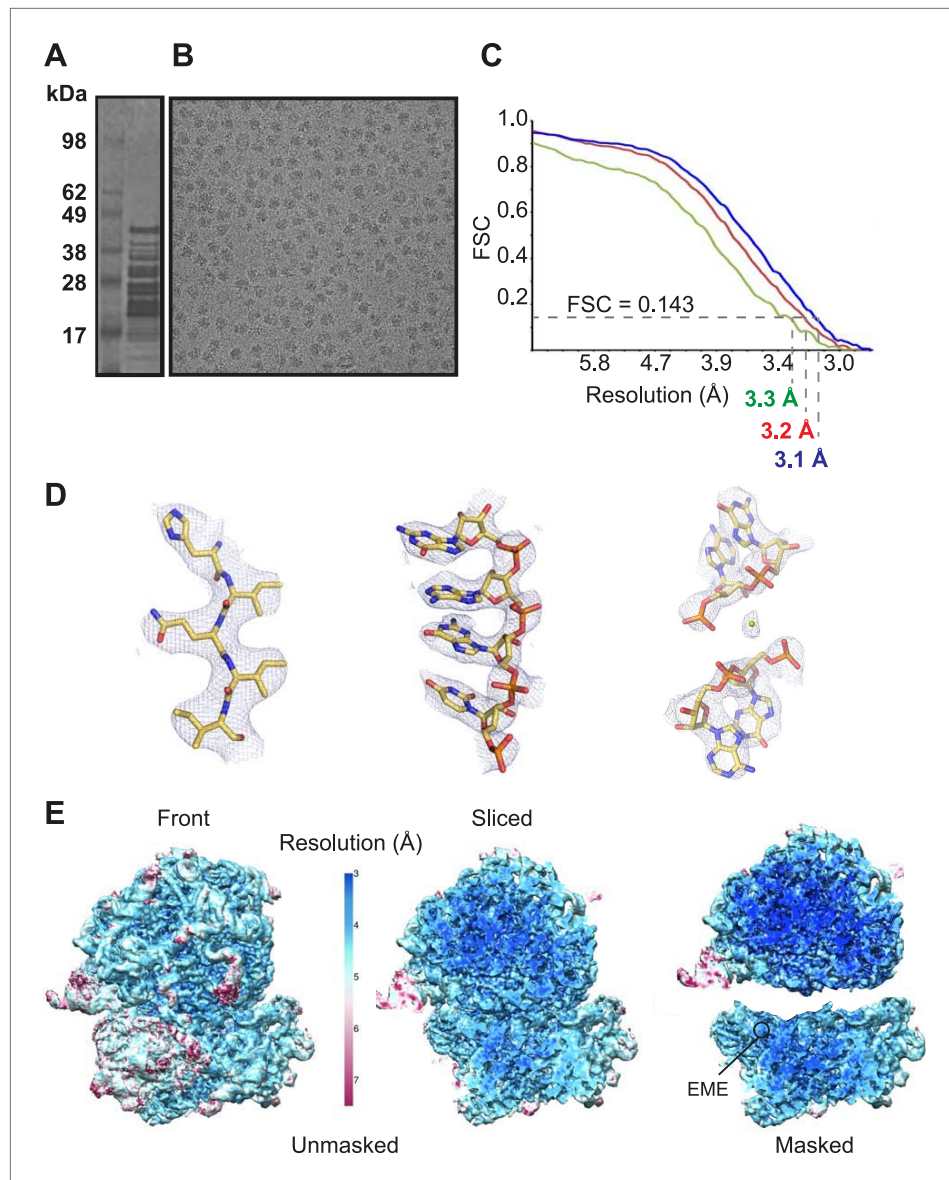 A
B
C
kDa
98
62
49
38
28
17
1.0
0.8
0.6
0.4
0.2
FSC
FSC = 0.143
5.8 4.7 3.9 3.4 3.0
Resolution (Å)
3.3 Å
3.2 Å
3.1 Å
D
E
Front
Sliced
Resolution (Å)
3
4
5
6
7
EME
Unmasked
Masked